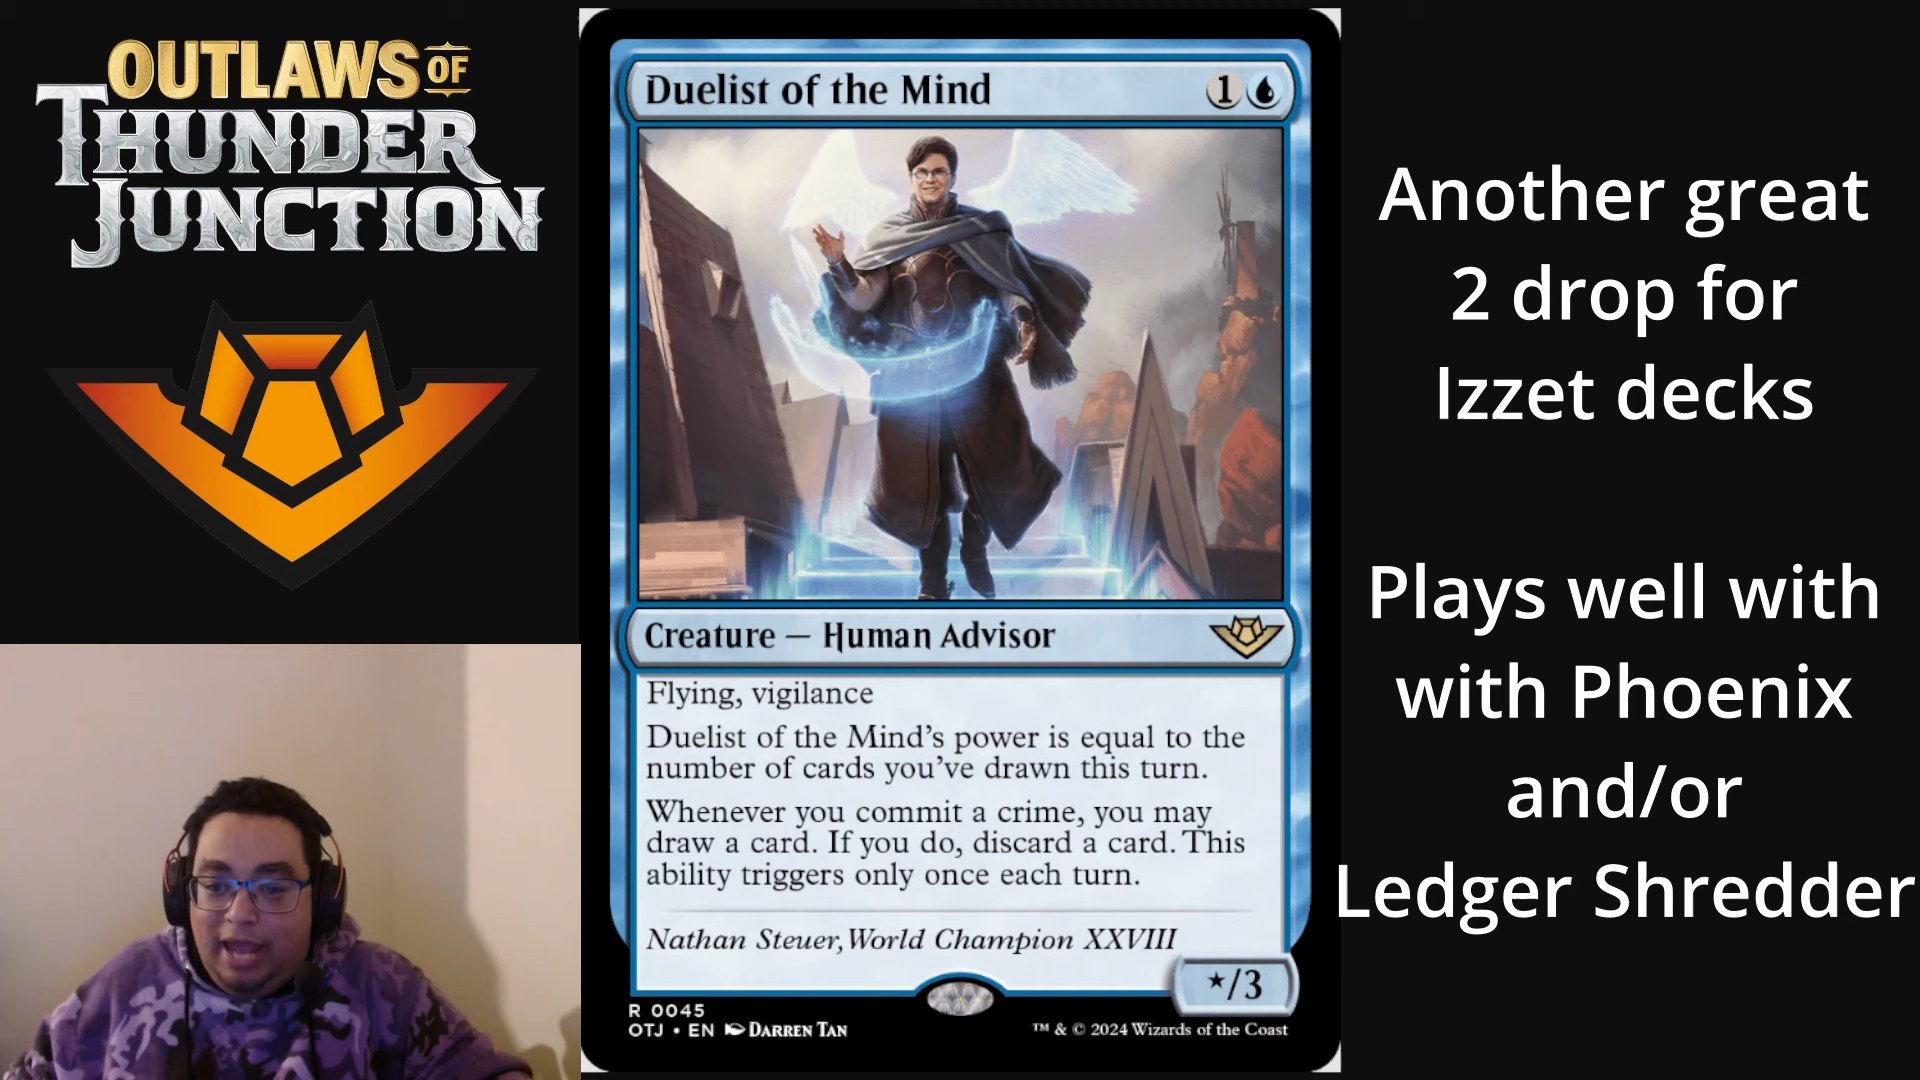 OUTLAWS OF
THUNDER
JUNCTION
Duelist of the Mind 1
Creature — Human Advisor
Flying, vigilance
Duelist of the Mind's power is equal to the
number of cards you've drawn this turn.
Whenever you commit a crime, you may
draw a card. If you do, discard a card. This
ability triggers only once each turn.
Nathan Steuer, World Champion XXVIII
★/3
R 0045
OTJ • EN DARREN TAN
™ & © 2024 Wizards of the Coast
Another great
2 drop for
Izzet decks
Plays well with
with Phoenix
and/or
Ledger Shredder